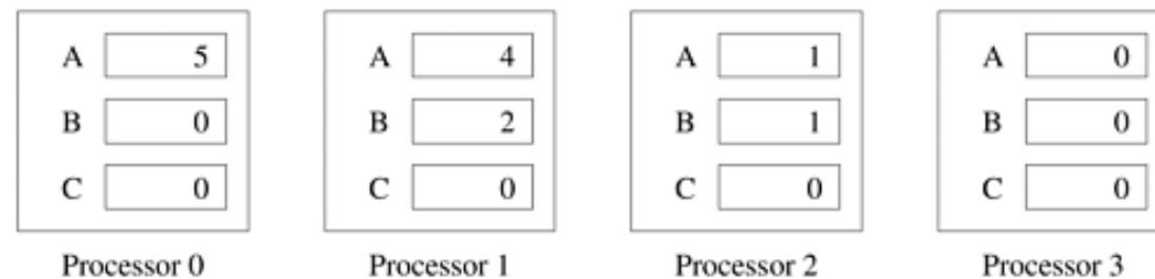 A 5 A 4 A 1 A 0
B 0 B 2 B 1 B 0
C 0 C 0 C 0 C 0
Processor 0 Processor 1 Processor 2 Processor 3